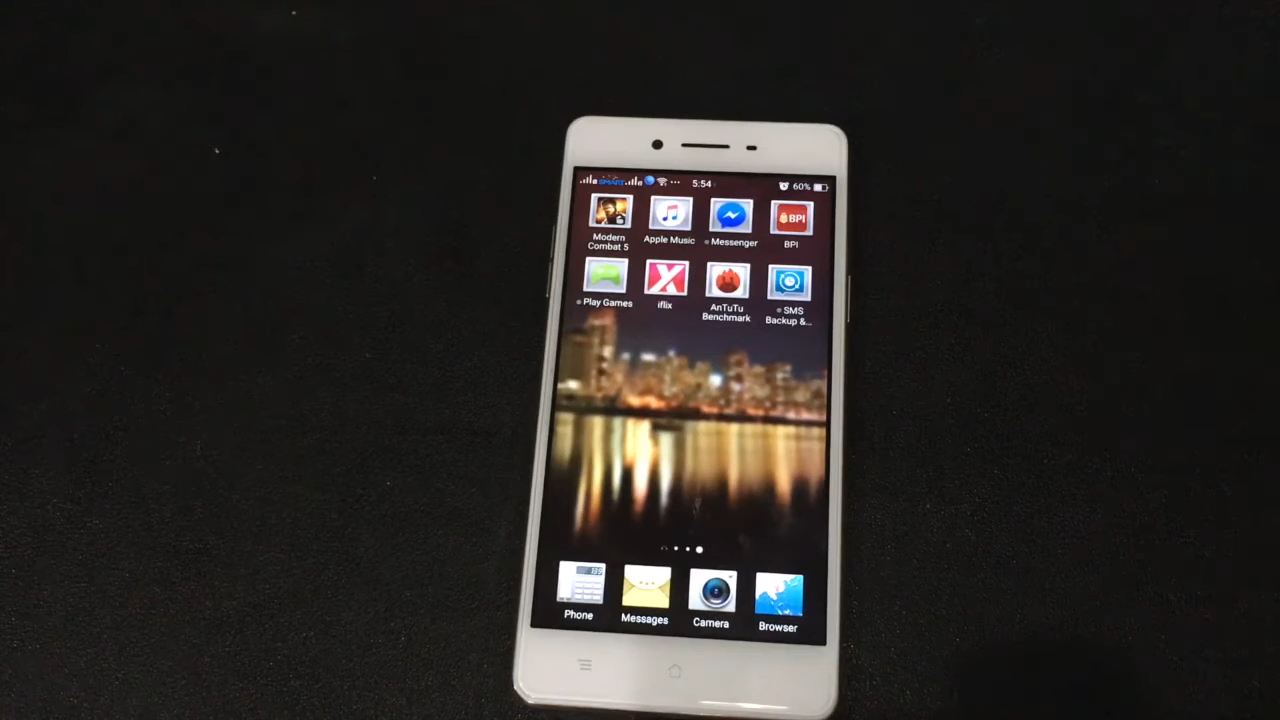 SMART 5:54 60%
Modern
Combat 5
Apple Music
Messenger
BPI
BPI
Play Games
iflix
AnTuTu
Benchmark
SMS
Backup &...
Phone
Messages
Camera
Browser